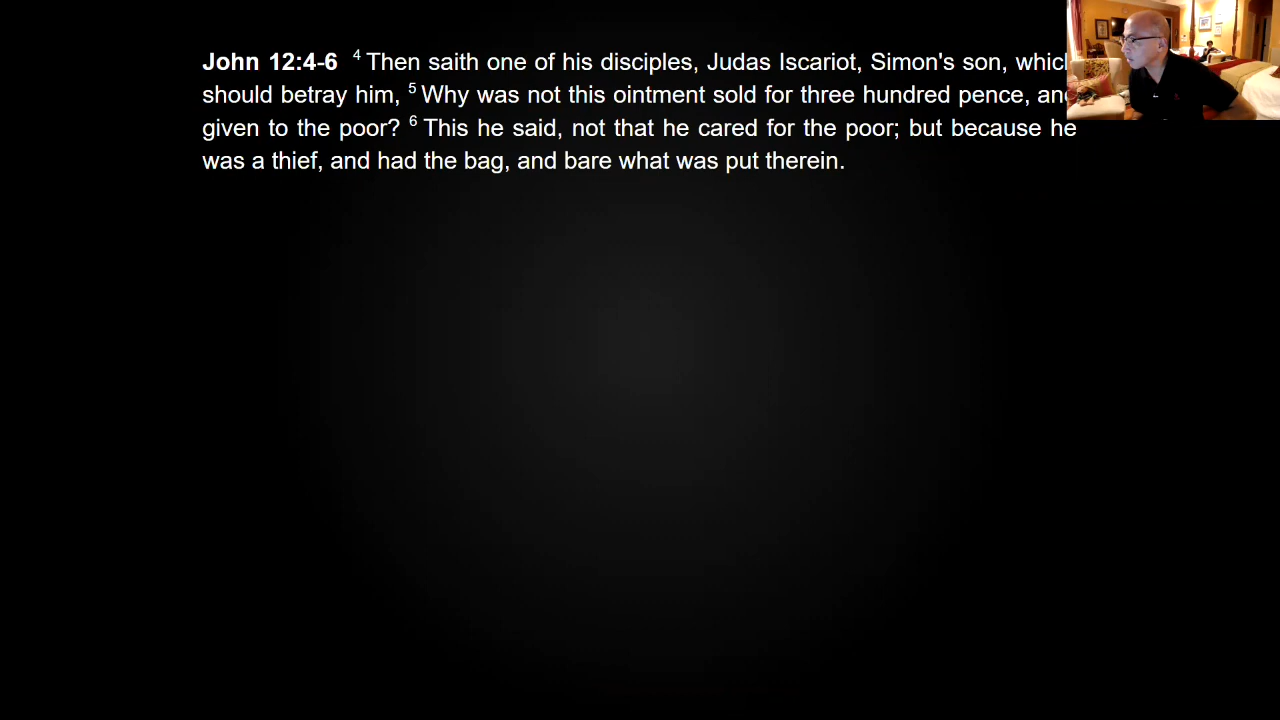 John 12:4-6 4 Then saith one of his disciples, Judas Iscariot, Simon's son, which
should betray him, 5 Why was not this ointment sold for three hundred pence, and
given to the poor? 6 This he said, not that he cared for the poor; but because he
was a thief, and had the bag, and bare what was put therein.